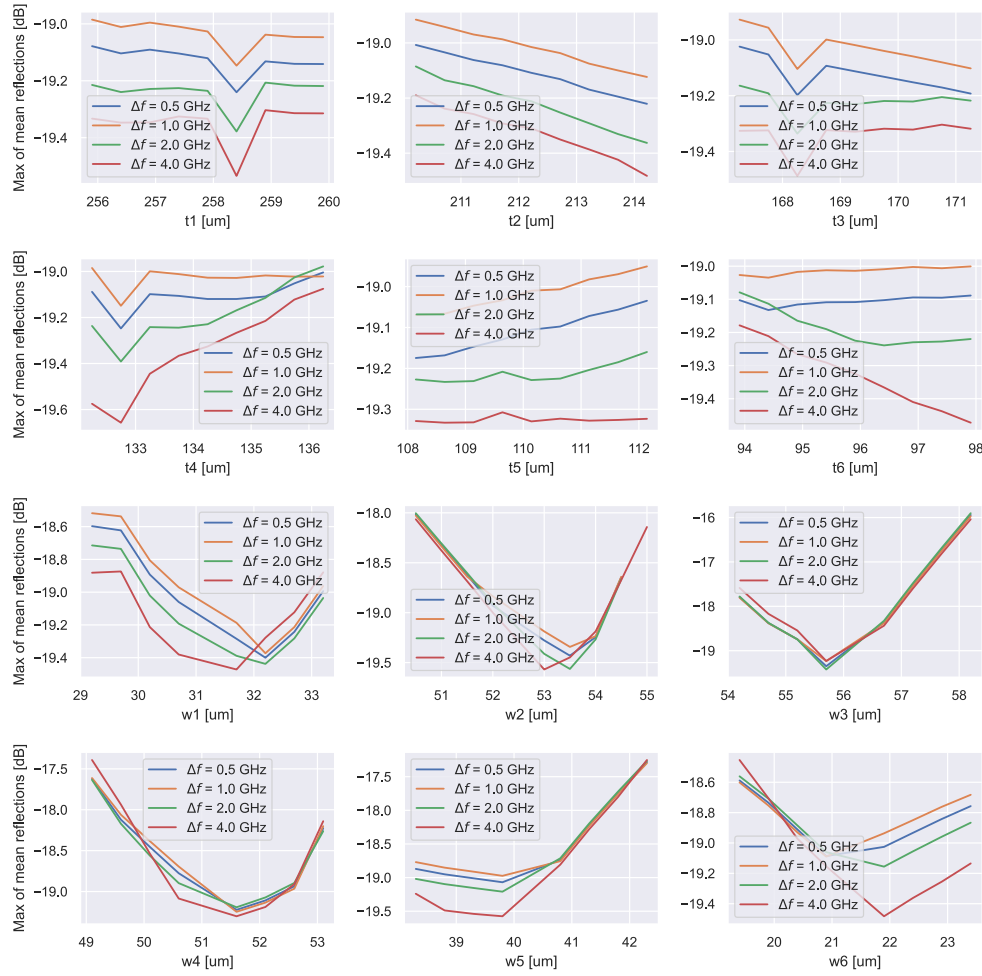 Max of mean reflections [dB]
−19.0
−19.2
−19.4
Δf = 0.5 GHz
Δf = 1.0 GHz
Δf = 2.0 GHz
Δf = 4.0 GHz
256 257 258 259 260
t1 [um]
−19.0
−19.2
−19.4
Δf = 0.5 GHz
Δf = 1.0 GHz
Δf = 2.0 GHz
Δf = 4.0 GHz
211 212 213 214
t2 [um]
−19.0
−19.2
−19.4
Δf = 0.5 GHz
Δf = 1.0 GHz
Δf = 2.0 GHz
Δf = 4.0 GHz
168 169 170 171
t3 [um]
Max of mean reflections [dB]
−19.0
−19.2
−19.4
−19.6
Δf = 0.5 GHz
Δf = 1.0 GHz
Δf = 2.0 GHz
Δf = 4.0 GHz
133 134 135 136
t4 [um]
−19.0
−19.1
−19.2
−19.3
Δf = 0.5 GHz
Δf = 1.0 GHz
Δf = 2.0 GHz
Δf = 4.0 GHz
108 109 110 111 112
t5 [um]
−19.0
−19.1
−19.2
−19.3
−19.4
Δf = 0.5 GHz
Δf = 1.0 GHz
Δf = 2.0 GHz
Δf = 4.0 GHz
94 95 96 97 98
t6 [um]
Max of mean reflections [dB]
−18.6
−18.8
−19.0
−19.2
−19.4
Δf = 0.5 GHz
Δf = 1.0 GHz
Δf = 2.0 GHz
Δf = 4.0 GHz
29 30 31 32 33
w1 [um]
−18.0
−18.5
−19.0
−19.5
Δf = 0.5 GHz
Δf = 1.0 GHz
Δf = 2.0 GHz
Δf = 4.0 GHz
51 52 53 54 55
w2 [um]
−16
−17
−18
−19
Δf = 0.5 GHz
Δf = 1.0 GHz
Δf = 2.0 GHz
Δf = 4.0 GHz
54 55 56 57 58
w3 [um]
Max of mean reflections [dB]
−17.5
−18.0
−18.5
−19.0
Δf = 0.5 GHz
Δf = 1.0 GHz
Δf = 2.0 GHz
Δf = 4.0 GHz
49 50 51 52 53
w4 [um]
−17.5
−18.0
−18.5
−19.0
−19.5
Δf = 0.5 GHz
Δf = 1.0 GHz
Δf = 2.0 GHz
Δf = 4.0 GHz
39 40 41 42
w5 [um]
−18.6
−18.8
−19.0
−19.2
−19.4
Δf = 0.5 GHz
Δf = 1.0 GHz
Δf = 2.0 GHz
Δf = 4.0 GHz
20 21 22 23
w6 [um]